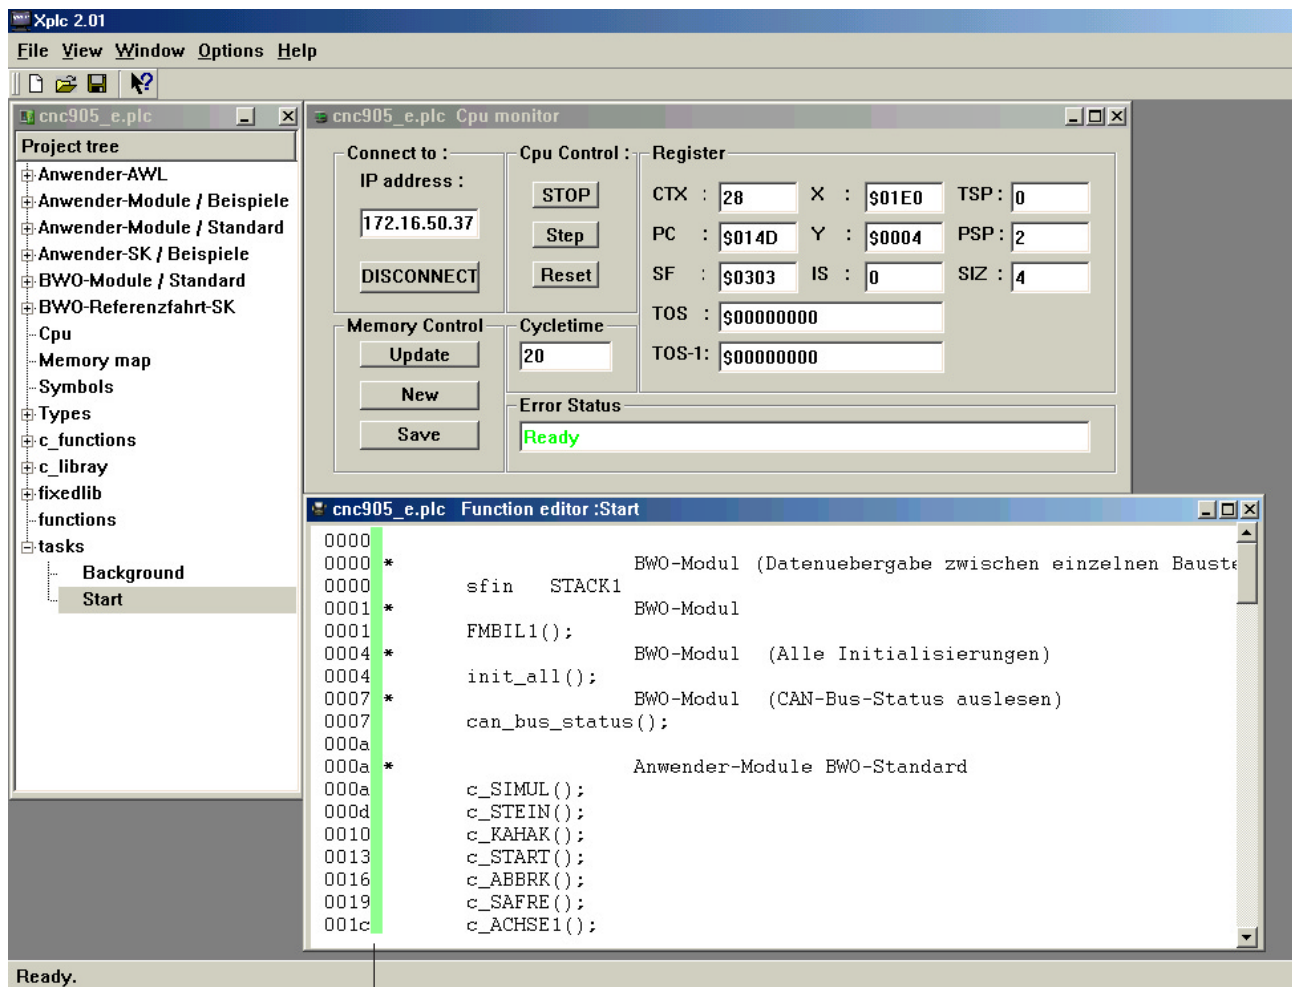 Xplc 2.01
File View Window Options Help
cnc905_e.plc
Project tree
Anwender-AWL
Anwender-Module / Beispiele
Anwender-Module / Standard
Anwender-SK / Beispiele
BWO-Module / Standard
BWO-Referenzfahrt-SK
Cpu
Memory map
Symbols
Types
c_functions
c_libray
fixedlib
functions
tasks
Background
Start
cnc905_e.plc Cpu monitor
Connect to :
IP address :
172.16.50.37
DISCONNECT
Cpu Control :
STOP
Step
Reset
Register
CTX : 28 X : $01E0 TSP : 0
PC : $014D Y : $0004 PSP : 2
SF : $0303 IS : 0 SIZ : 4
TOS : $00000000
TOS-1: $00000000
Memory Control
Update
New
Save
Cycletime
20
Error Status
Ready
cnc905_e.plc Function editor :Start
0000
0000 * BWO-Modul (Datenuebergabe zwischen einzelnen Bauste
0000 sfin STACK1
0001 * BWO-Modul
0001 FMBIL1();
0004 * BWO-Modul (Alle Initialisierungen)
0004 init_all();
0007 * BWO-Modul (CAN-Bus-Status auslesen)
0007 can_bus_status();
000a
000a * Anwender-Module BWO-Standard
000a c_SIMUL();
000d c_STEIN();
0010 c_KAHAK();
0013 c_START();
0016 c_ABBRK();
0019 c_SAFRE();
001c c_ACHSE1();
Ready.